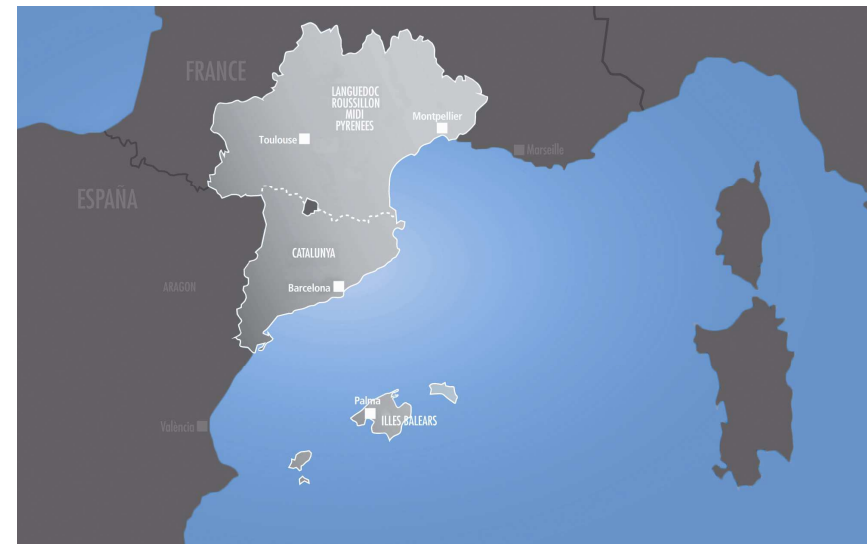 FRANCE
LANGUEDOC
ROUSSILLON
MIDI
PYRENEES
Montpellier
Toulouse
Marseille
ESPAÑA
CATALUNYA
ARAGON
Barcelona
Palma
ILLES BALEARS
València